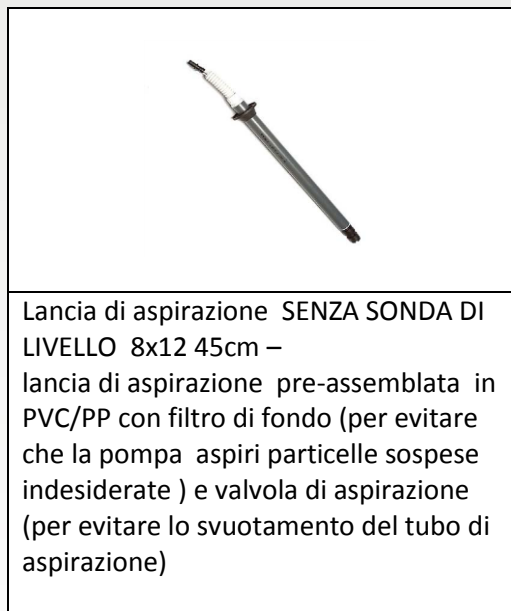 Lancia di aspirazione  SENZA SONDA DI
LIVELLO  8x12 45cm –
lancia di aspirazione  pre-assemblata  in
PVC/PP con filtro di fondo (per evitare
che la pompa  aspiri particelle sospese
indesiderate ) e valvola di aspirazione
(per evitare lo svuotamento del tubo di
aspirazione)